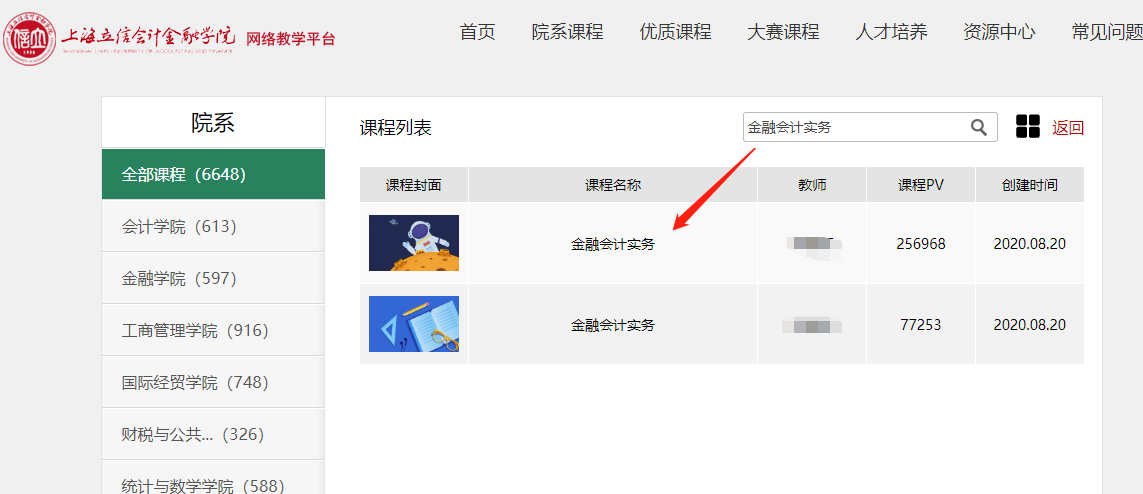 上海立信会计金融学院 网络教学平台
SHANGHAI LIXIN UNIVERSITY OF ACCOUNTING AND FINANCE
首页 院系课程 优质课程 大赛课程 人才培养 资源中心 常见问题
院系
全部课程（6648）
会计学院（613）
金融学院（597）
工商管理学院（916）
国际经贸学院（748）
财税与公共...（326）
统计与数学学院（588）
课程列表
金融会计实务
返回
课程封面 课程名称 教师 课程PV 创建时间
金融会计实务 256968 2020.08.20
金融会计实务 77253 2020.08.20